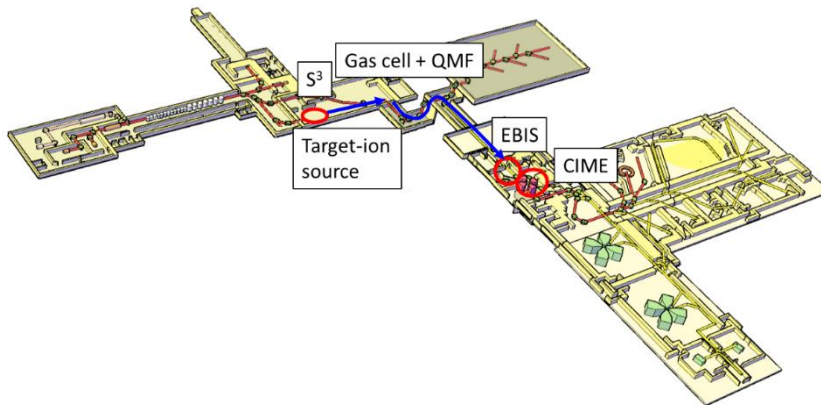 Gas cell + QMF
S³
Target-ion
source
EBIS
CIME